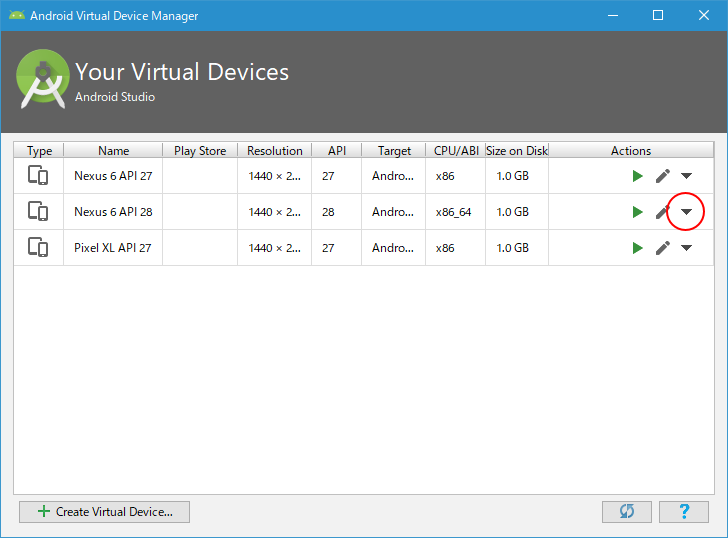 Android Virtual Device Manager
Your Virtual Devices
Android Studio
Type Name Play Store Resolution API Target CPU/ABI Size on Disk Actions
Nexus 6 API 27 1440 × 2... 27 Andro... x86 1.0 GB
Nexus 6 API 28 1440 × 2... 28 Andro... x86_64 1.0 GB
Pixel XL API 27 1440 × 2... 27 Andro... x86 1.0 GB
Create Virtual Device...
?